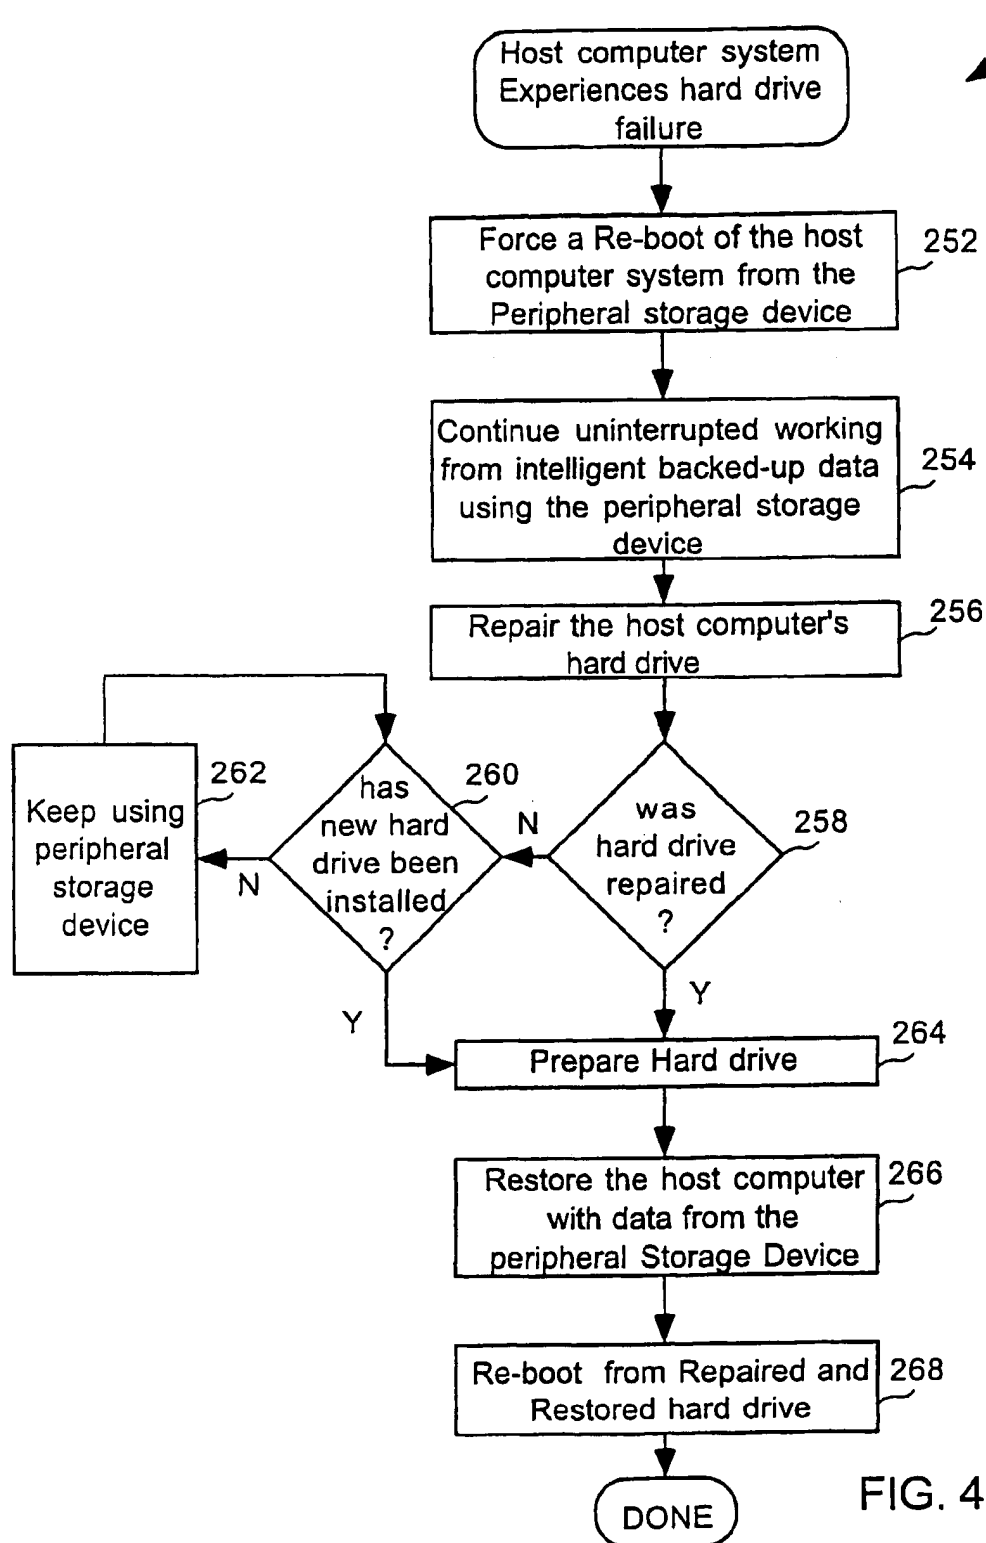 Host computer system
Experiences hard drive
failure
Force a Re-boot of the host
computer system from the
Peripheral storage device
252
Continue uninterrupted working
from intelligent backed-up data
using the peripheral storage
device
254
Repair the host computer's
hard drive
256
was
hard drive
repaired
?
258
N
Y
has
new hard
drive been
installed
?
260
N
Y
Keep using
peripheral
storage
device
262
Prepare Hard drive
264
Restore the host computer
with data from the
peripheral Storage Device
266
Re-boot from Repaired and
Restored hard drive
268
DONE
FIG. 4